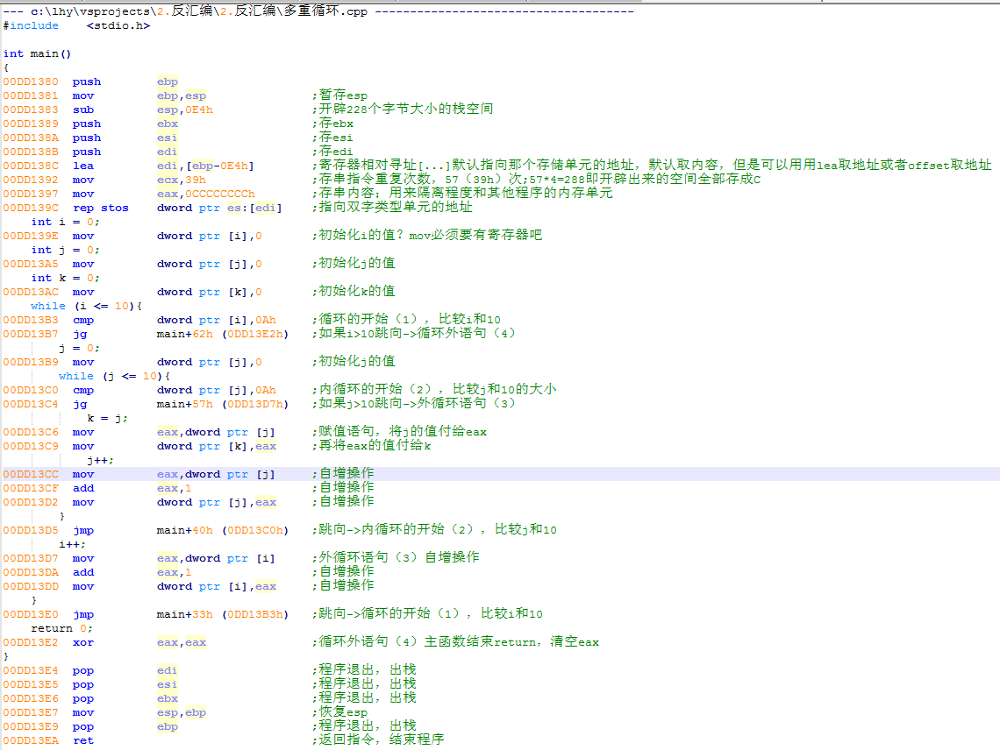 --- c:\lhy\vsprojects\2.反汇编\2.反汇编\多重循环.cpp -------------------------------------
#include    <stdio.h>
int main()
{
00DD1380  push        ebp
00DD1381  mov         ebp,esp               ;暂存esp
00DD1383  sub         esp,0E4h              ;开辟228个字节大小的栈空间
00DD1389  push        ebx                   ;存ebx
00DD138A  push        esi                   ;存esi
00DD138B  push        edi                   ;存edi
00DD138C  lea         edi,[ebp-0E4h]        ;寄存器相对寻址[...]默认指向那个存储单元的地址，默认取内容，但是可以用用lea取地址或者offset取地址
00DD1392  mov         ecx,39h               ;存串指令重复次数，57（39h）次;57*4=288即开辟出来的空间全部存成C
00DD1397  mov         eax,0CCCCCCCCh        ;存串内容；用来隔离程度和其他程序的内存单元
00DD139C  rep stos    dword ptr es:[edi]    ;指向双字类型单元的地址
    int i = 0;
00DD139E  mov         dword ptr [i],0       ;初始化i的值？mov必须要有寄存器吧
    int j = 0;
00DD13A5  mov         dword ptr [j],0       ;初始化j的值
    int k = 0;
00DD13AC  mov         dword ptr [k],0       ;初始化k的值
    while (i <= 10){
00DD13B3  cmp         dword ptr [i],0Ah     ;循环的开始（1），比较i和10
00DD13B7  jg          main+62h (0DD13E2h)   ;如果i>10跳向->循环外语句（4）
        j = 0;
00DD13B9  mov         dword ptr [j],0       ;初始化j的值
        while (j <= 10){
00DD13C0  cmp         dword ptr [j],0Ah     ;内循环的开始（2），比较j和10的大小
00DD13C4  jg          main+57h (0DD13D7h)   ;如果j>10跳向->外循环语句（3）
            k = j;
00DD13C6  mov         eax,dword ptr [j]     ;赋值语句，将j的值付给eax
00DD13C9  mov         dword ptr [k],eax     ;再将eax的值付给k
            j++;
00DD13CC  mov         eax,dword ptr [j]     ;自增操作
00DD13CF  add         eax,1                 ;自增操作
00DD13D2  mov         dword ptr [j],eax     ;自增操作
        }
00DD13D5  jmp         main+40h (0DD13C0h)   ;跳向->内循环的开始（2），比较j和10
        i++;
00DD13D7  mov         eax,dword ptr [i]     ;外循环语句（3）自增操作
00DD13DA  add         eax,1                 ;自增操作
00DD13DD  mov         dword ptr [i],eax     ;自增操作
    }
00DD13E0  jmp         main+33h (0DD13B3h)   ;跳向->循环的开始（1），比较i和10
    return 0;
00DD13E2  xor         eax,eax               ;循环外语句（4）主函数结束return，清空eax
}
00DD13E4  pop         edi                   ;程序退出，出栈
00DD13E5  pop         esi                   ;程序退出，出栈
00DD13E6  pop         ebx                   ;程序退出，出栈
00DD13E7  mov         esp,ebp               ;恢复esp
00DD13E9  pop         ebp                   ;程序退出，出栈
00DD13EA  ret                               ;返回指令，结束程序